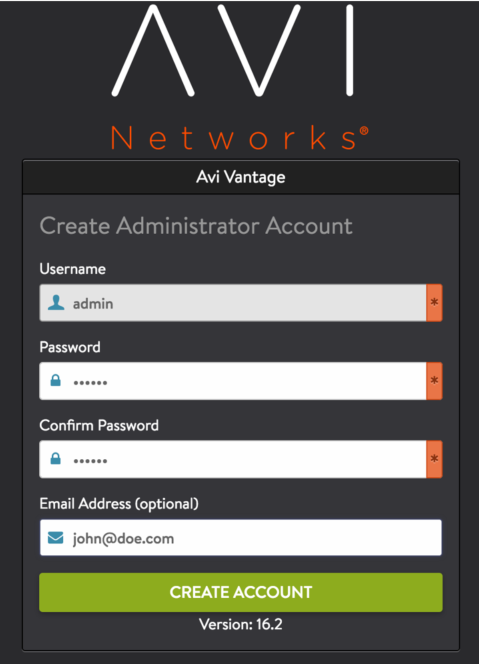 AVI
Networks®
Avi Vantage
Create Administrator Account
Username
admin
*
Password
••••••
*
Confirm Password
••••••
*
Email Address (optional)
john@doe.com
CREATE ACCOUNT
Version: 16.2